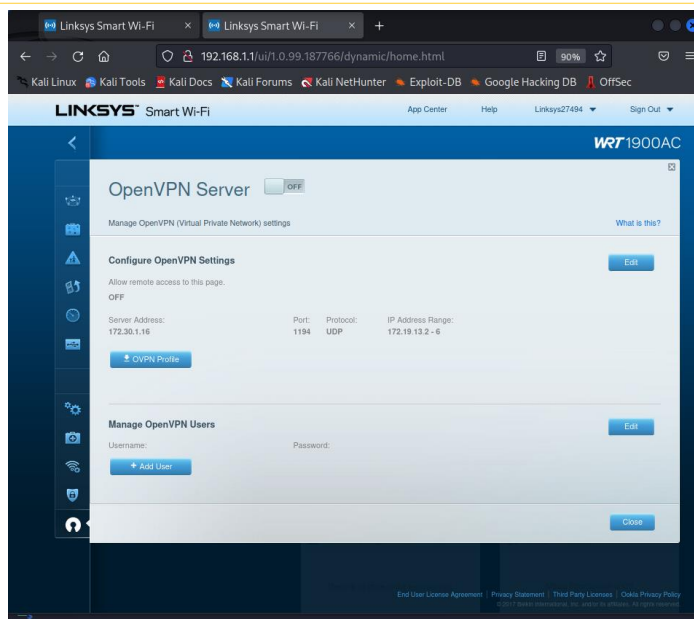 Linksys Smart Wi-Fi
Linksys Smart Wi-Fi
192.168.1.1/ui/1.0.99.187766/dynamic/home.html
90%
Kali Linux Kali Tools Kali Docs Kali Forums Kali NetHunter Exploit-DB Google Hacking DB OffSec
LINKSYS™ Smart Wi-Fi App Center Help Linksys27494 Sign Out
WRT1900AC
OpenVPN Server OFF
Manage OpenVPN (Virtual Private Network) settings What is this?
Configure OpenVPN Settings Edit
Allow remote access to this page.
OFF
Server Address: Port: Protocol: IP Address Range:
172.30.1.16 1194 UDP 172.19.13.2 - 6
OVPN Profile
Manage OpenVPN Users Edit
Username: Password:
+ Add User
Close
End User License Agreement | Privacy Statement | Third Party Licenses | Ookla Privacy Policy
© 2017 Belkin International, Inc. and/or its affiliates. All rights reserved.